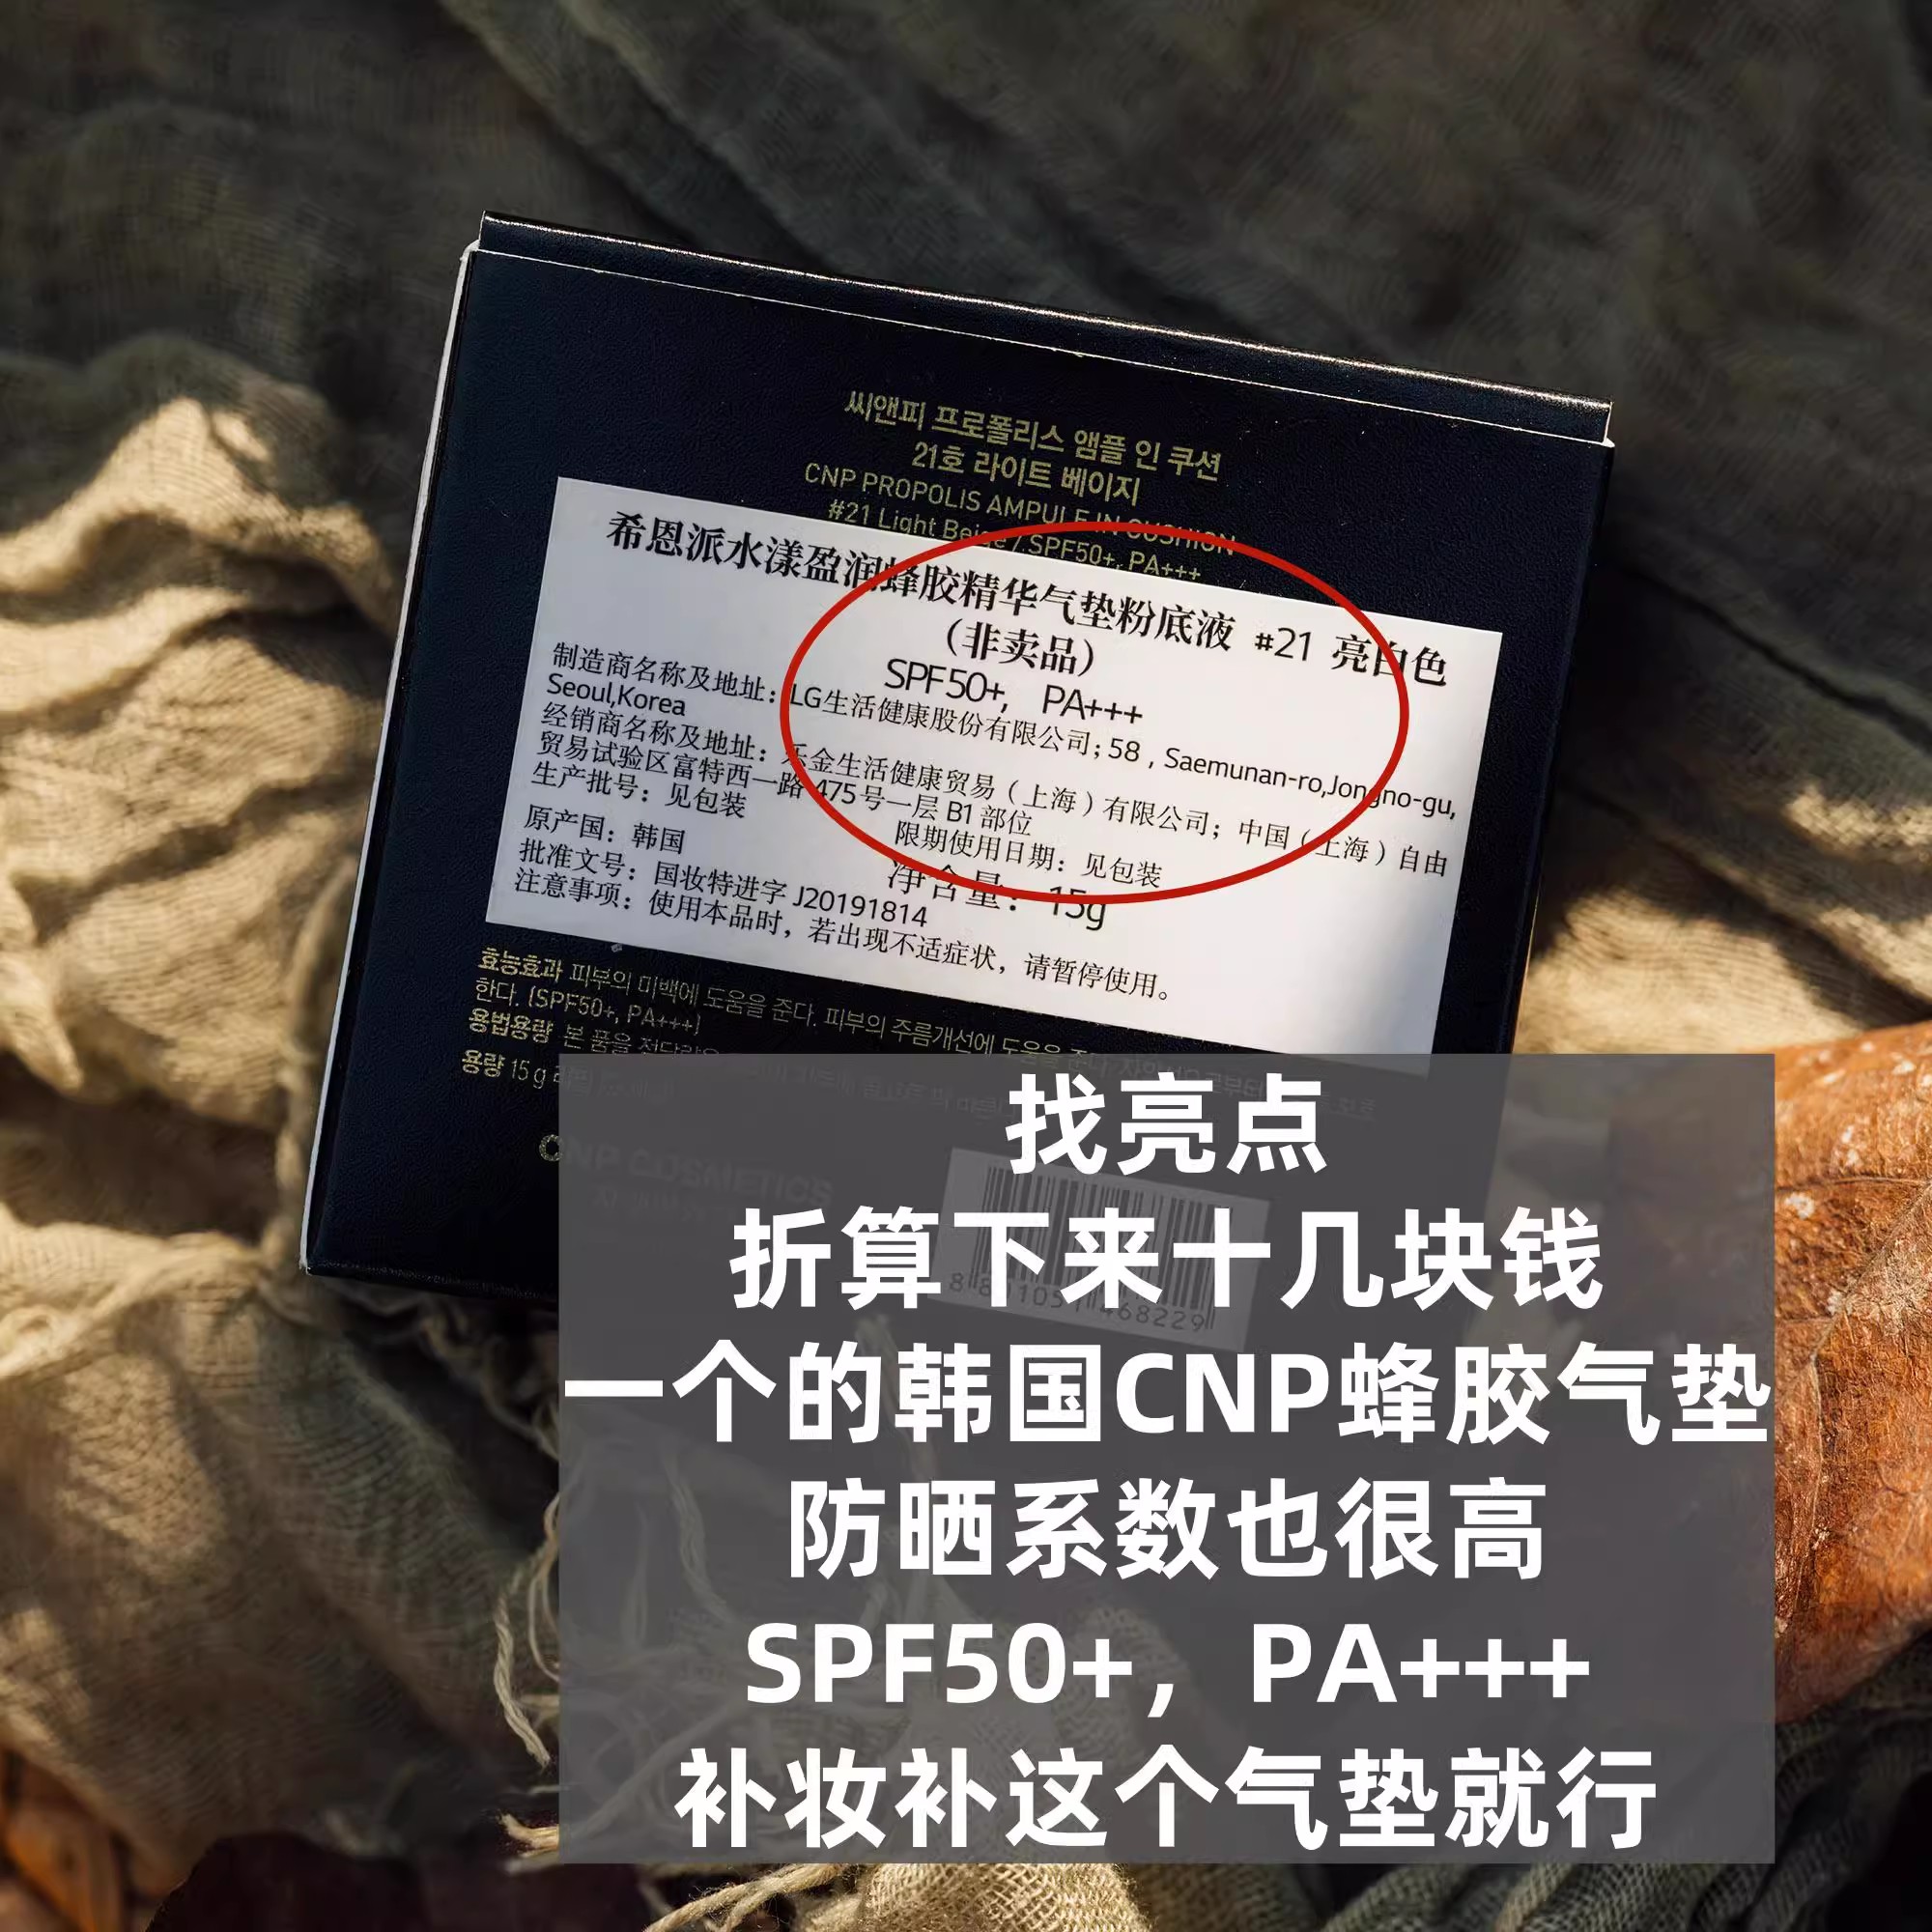 씨앤피 프로폴리스 앰플 인 쿠션
21호 라이트 베이지
CNP PROPOLIS AMPULE IN CUSHION
#21 Light Beige / SPF50+, PA+++
希恩派水漾盈润蜂胶精华气垫粉底液 #21 亮白色
（非卖品）
SPF50+， PA+++
制造商名称及地址：LG生活健康股份有限公司；58，Saemunan-ro,Jongno-gu,
Seoul,Korea
经销商名称及地址：乐金生活健康贸易（上海）有限公司；中国（上海）自由
贸易试验区富特西一路 475号一层 B1 部位
生产批号：见包装
限期使用日期：见包装
原产国：韩国
净含量：15g
批准文号：国妆特进字 J20191814
注意事项：使用本品时，若出现不适症状，请暂停使用。
효능효과 피부의 미백에 도움을 준다. 피부의 주름개선에 도움을 준다.
한다. (SPF50+, PA+++)
용법용량 본 품을
용량 15 g
CNP COSMETICS
找亮点
折算下来十几块钱
一个的韩国CNP蜂胶气垫
防晒系数也很高
SPF50+，PA+++
补妆补这个气垫就行